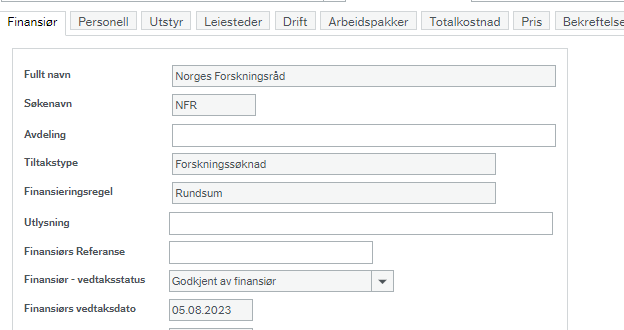 Finansiør Personell Utstyr Leiesteder Drift Arbeidspakker Totalkostnad Pris Bekreftelse
Fullt navn Norges Forskningsråd
Søkenavn NFR
Avdeling
Tiltakstype Forskningssøknad
Finansieringsregel Rundsum
Utlysning
Finansiørs Referanse
Finansiør - vedtaksstatus Godkjent av finansiør
Finansiørs vedtaksdato 05.08.2023